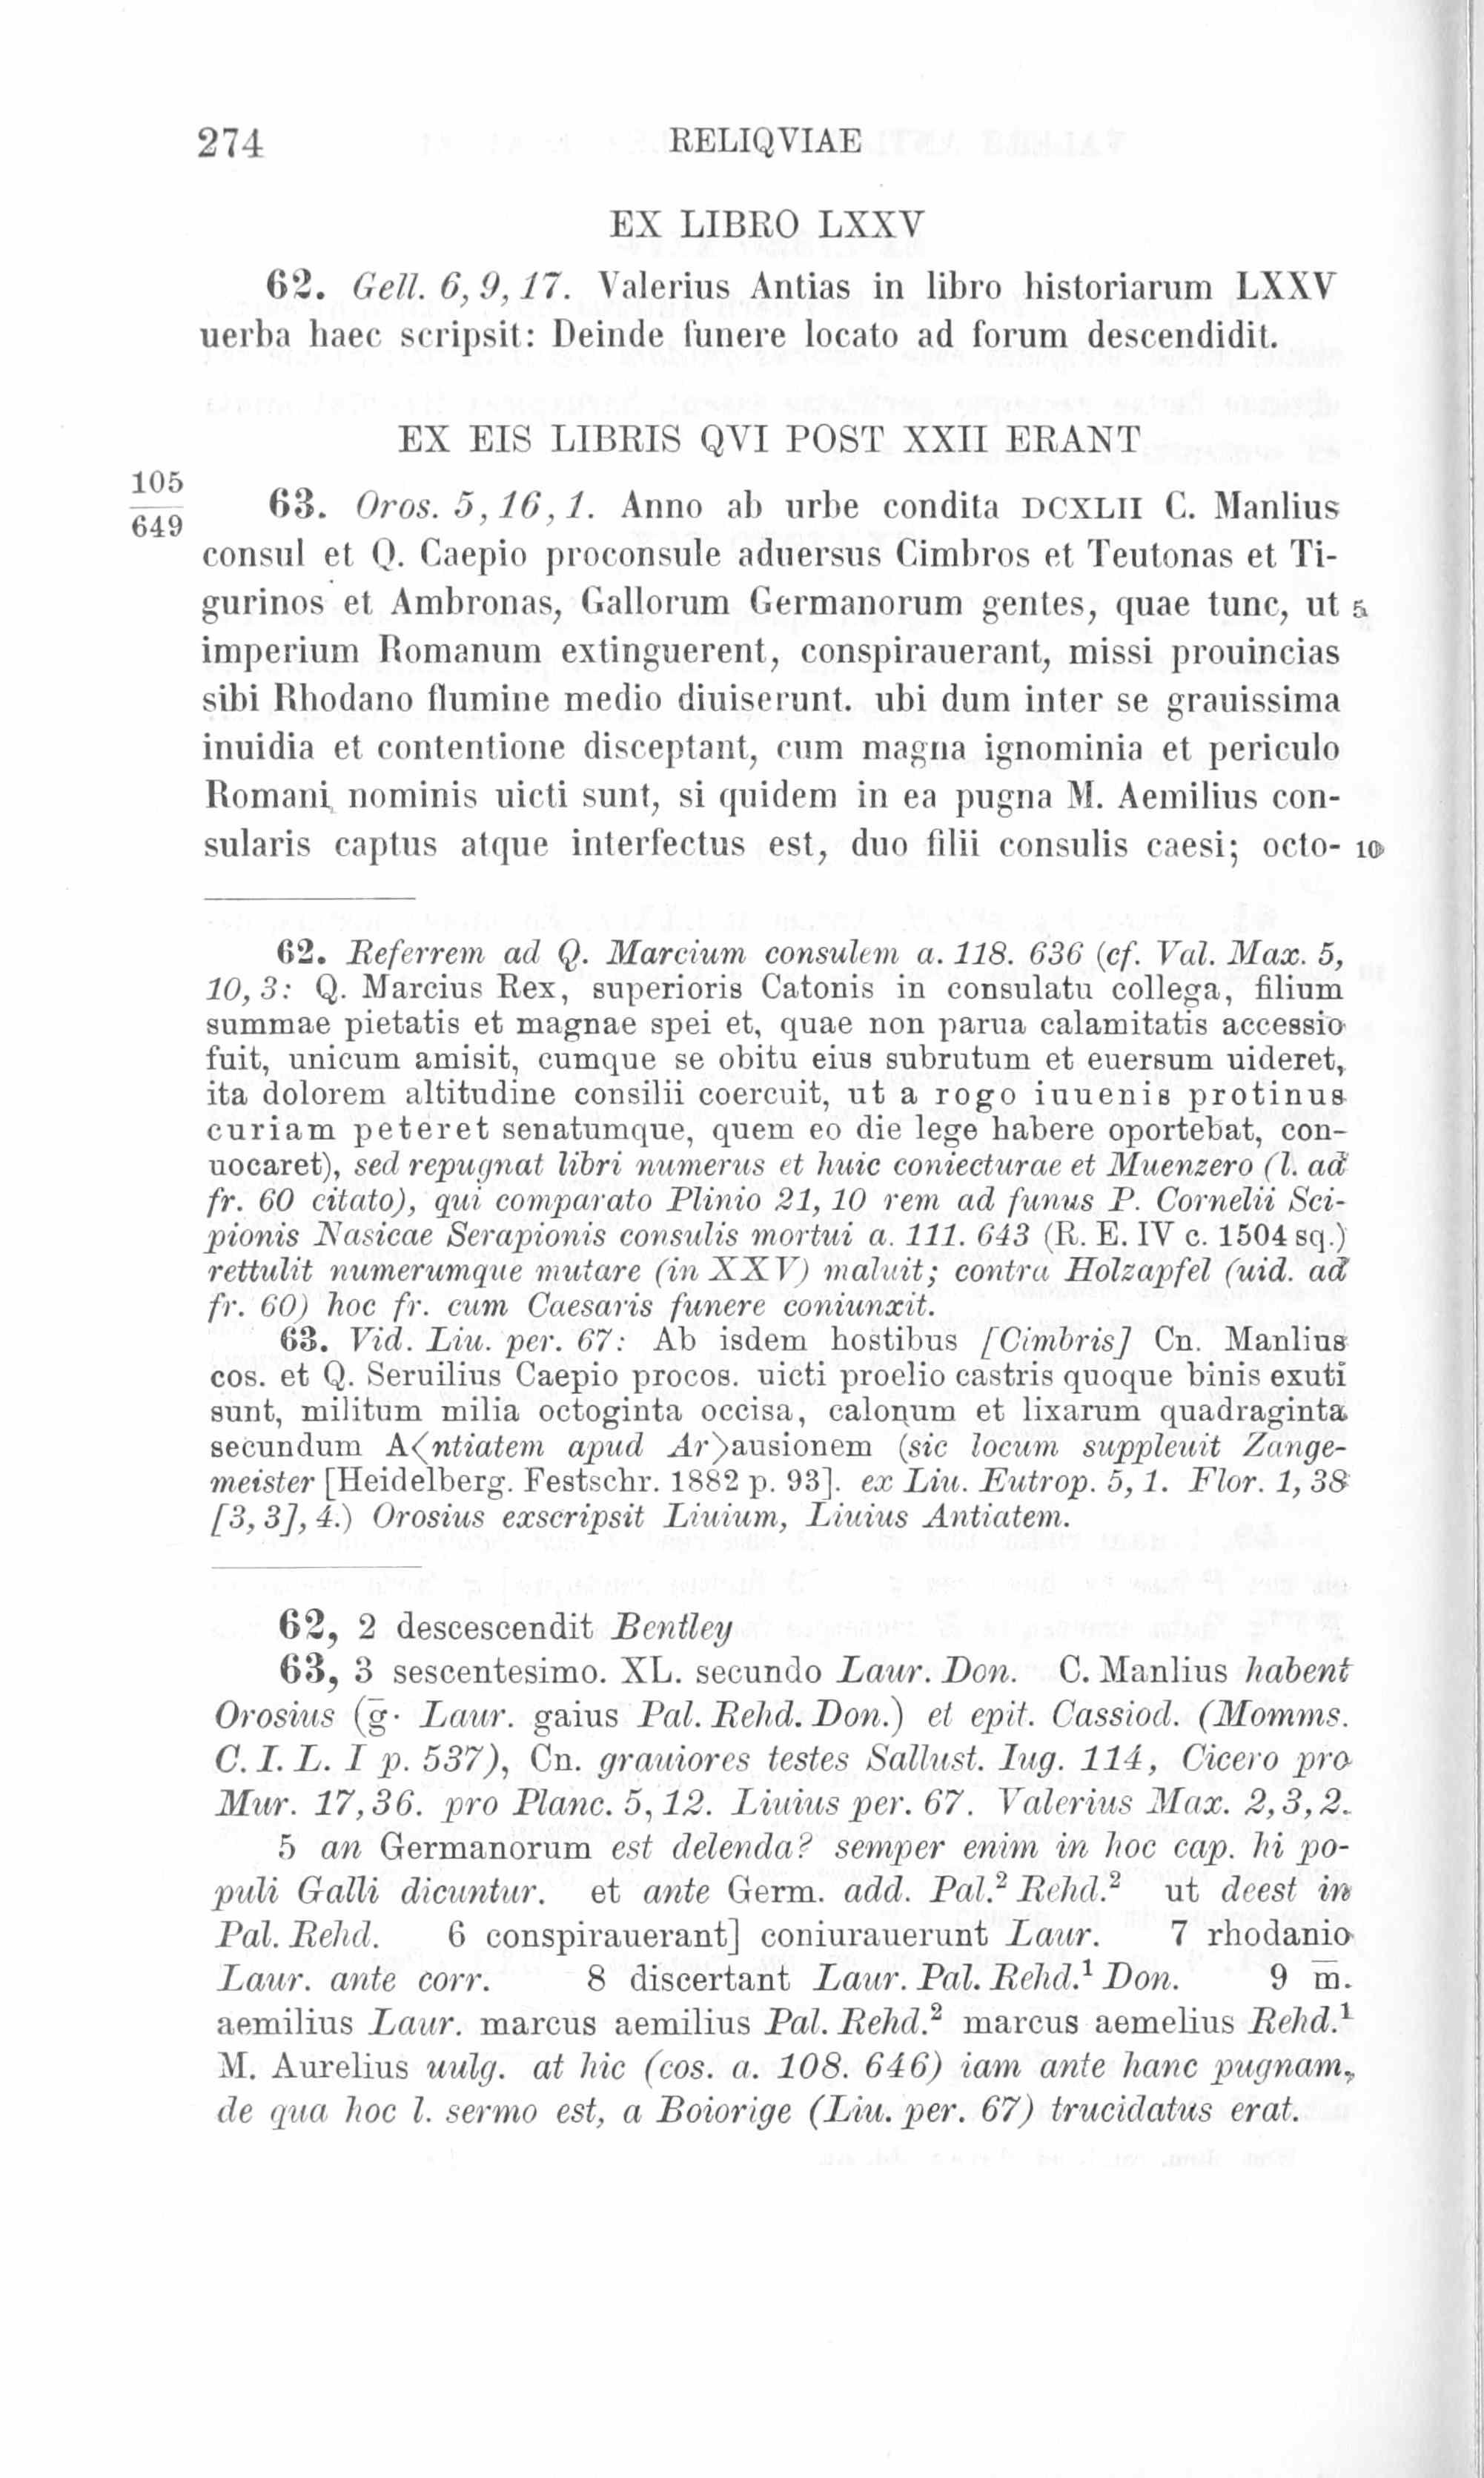 274 RELIQVIAE
EX LIBRO LXXV
62. Gell. 6, 9, 17. Valerius Antias in libro historiarum LXXV
uerba haec scripsit: Deinde funere locato ad forum descendidit.
EX EIS LIBRIS QVI POST XXII ERANT
105
649
63. Oros. 5, 16, 1. Anno ab urbe condita DCXLII C. Manlius
consul et Q. Caepio proconsule aduersus Cimbros et Teutonas et Ti-
gurinos et Ambronas, Gallorum Germanorum gentes, quae tunc, ut 5
imperium Romanum extinguerent, conspirauerant, missi prouincias
sibi Rhodano flumine medio diuiserunt. ubi dum inter se grauissima
inuidia et contentione disceptant, cum magna ignominia et periculo
Romani nominis uicti sunt, si quidem in ea pugna M. Aemilius con-
sularis captus atque interfectus est, duo filii consulis caesi; octo- 10
62. Referrem ad Q. Marcium consulem a. 118. 636 (cf. Val. Max. 5,
10, 3: Q. Marcius Rex, superioris Catonis in consulatu collega, filium
summae pietatis et magnae spei et, quae non parua calamitatis accessio
fuit, unicum amisit, cumque se obitu eius subrutum et euersum uideret,
ita dolorem altitudine consilii coercuit, ut a rogo iuuenis protinus
curiam peteret senatumque, quem eo die lege habere oportebat, con-
uocaret), sed repugnat libri numerus et huic coniecturae et Muenzero (l. ad
fr. 60 citato), qui comparato Plinio 21, 10 rem ad funus P. Cornelii Sci-
pionis Nasicae Serapionis consulis mortui a. 111. 643 (R. E. IV c. 1504 sq.)
rettulit numerumque mutare (in XXV) maluit; contra Holzapfel (uid. ad
fr. 60) hoc fr. cum Caesaris funere coniunxit.
63. Vid. Liu. per. 67: Ab isdem hostibus [Cimbris] Cn. Manlius
cos. et Q. Seruilius Caepio procos. uicti proelio castris quoque binis exuti
sunt, militum milia octoginta occisa, calonum et lixarum quadraginta
secundum A<ntiatem apud Ar>ausionem (sic locum suppleuit Zange-
meister [Heidelberg. Festschr. 1882 p. 93]. ex Liu. Eutrop. 5, 1. Flor. 1, 38
[3, 3], 4.) Orosius exscripsit Liuium, Liuius Antiatem.
62, 2 descescendit Bentley
63, 3 sescentesimo. XL. secundo Laur. Don. C. Manlius habent
Orosius (ḡ· Laur. gaius Pal. Rehd. Don.) et epit. Cassiod. (Momms.
C. I. L. I p. 537), Cn. grauiores testes Sallust. Iug. 114, Cicero pro
Mur. 17, 36. pro Planc. 5, 12. Liuius per. 67. Valerius Max. 2, 3, 2.
5 an Germanorum est delenda? semper enim in hoc cap. hi po-
puli Galli dicuntur. et ante Germ. add. Pal.² Rehd.² ut deest in
Pal. Rehd. 6 conspirauerant] coniurauerunt Laur. 7 rhodanio
Laur. ante corr. 8 discertant Laur. Pal. Rehd.¹ Don. 9 m̄.
aemilius Laur. marcus aemilius Pal. Rehd.² marcus aemelius Rehd.¹
M. Aurelius uulg. at hic (cos. a. 108. 646) iam ante hanc pugnam,
de qua hoc l. sermo est, a Boiorige (Liu. per. 67) trucidatus erat.